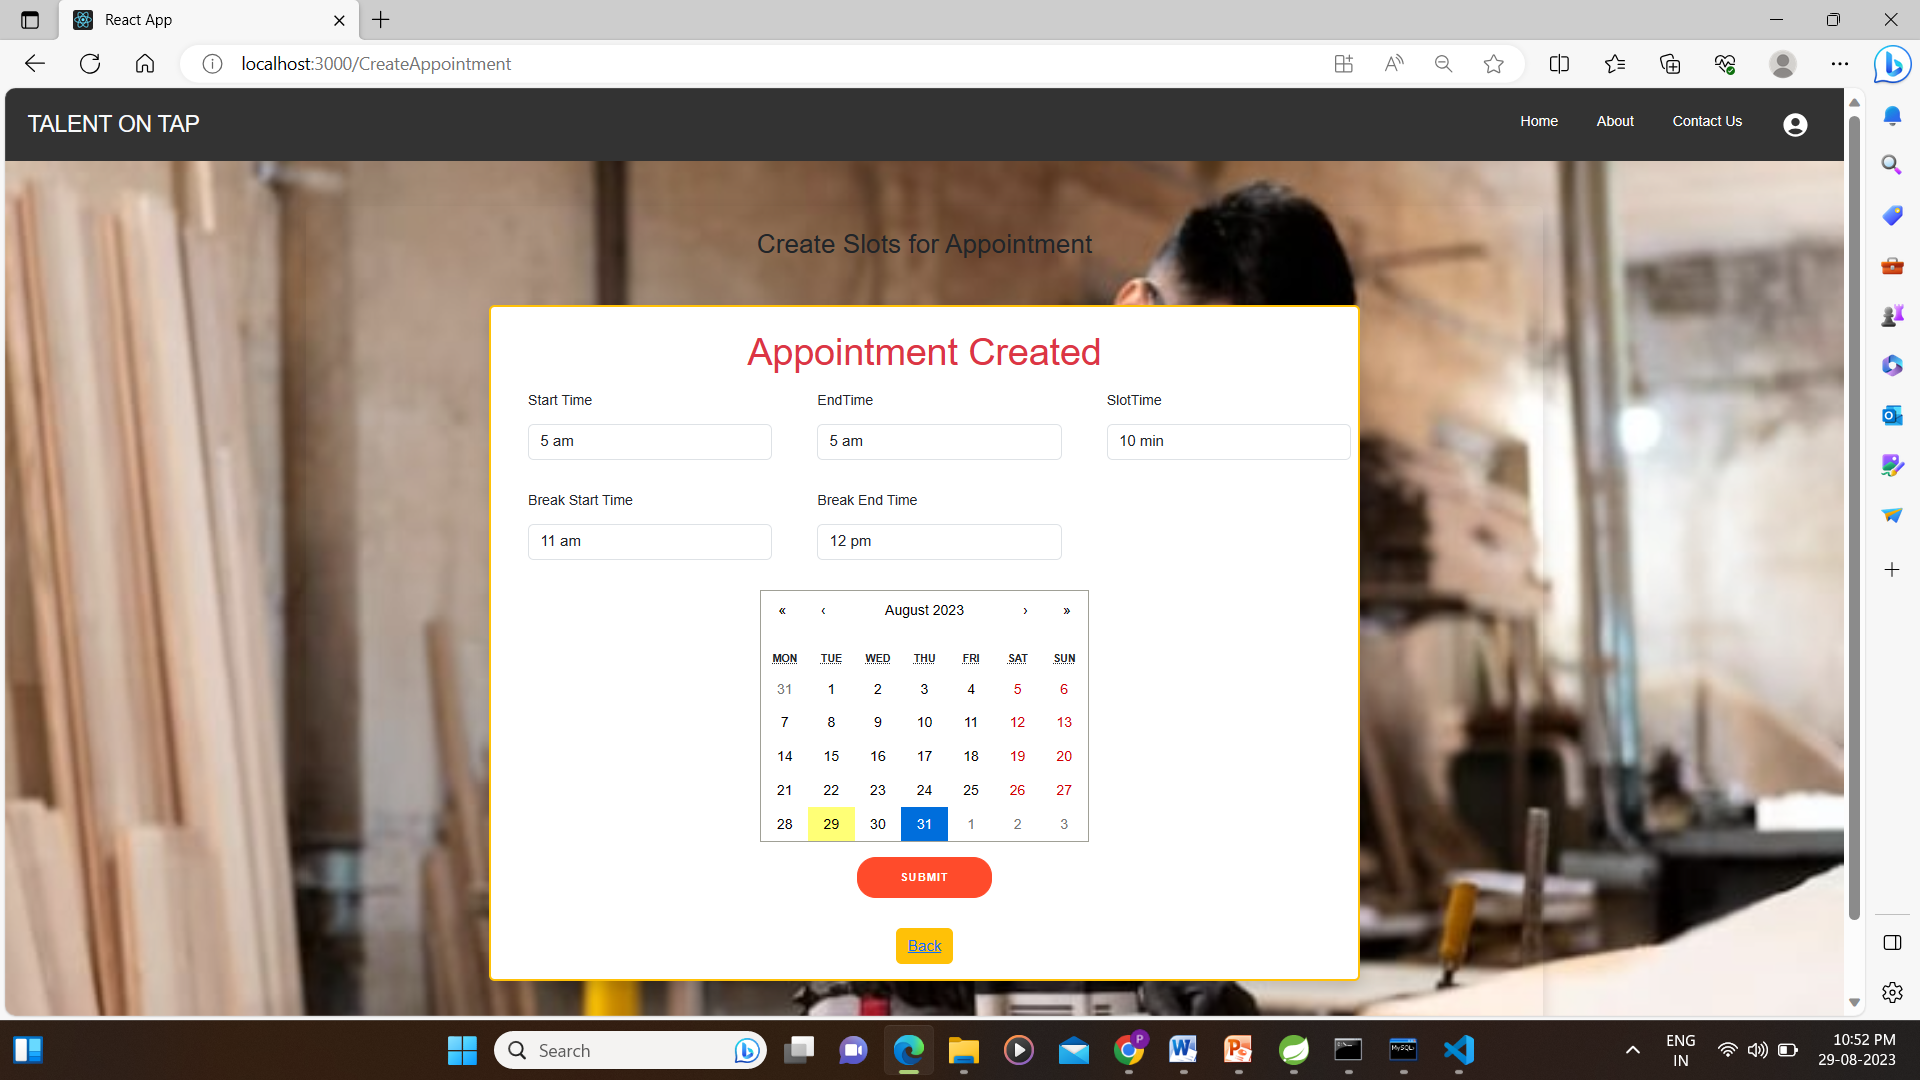 React App
localhost:3000/CreateAppointment
TALENT ON TAP
Home About Contact Us
Create Slots for Appointment
Appointment Created
Start Time EndTime SlotTime
5 am 5 am 10 min
Break Start Time Break End Time
11 am 12 pm
« ‹ August 2023 › »
MON TUE WED THU FRI SAT SUN
31 1 2 3 4 5 6
7 8 9 10 11 12 13
14 15 16 17 18 19 20
21 22 23 24 25 26 27
28 29 30 31 1 2 3
SUBMIT
Back
Search
P
MySQL
ENG
IN
10:52 PM
29-08-2023